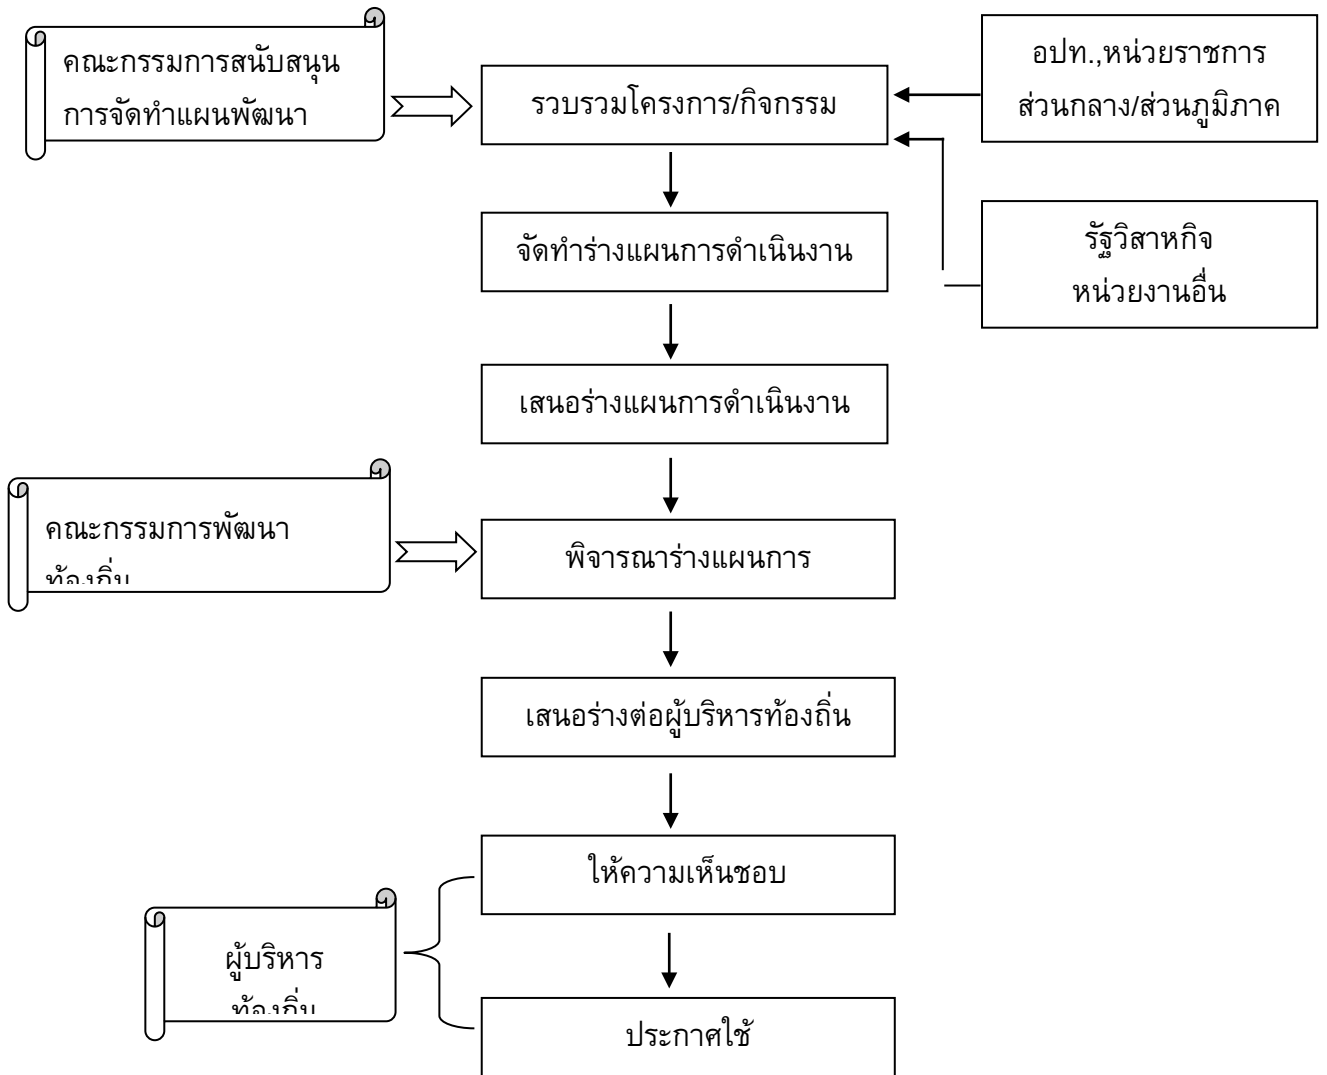 คณะกรรมการสนับสนุน
การจัดทำแผนพัฒนา
รวบรวมโครงการ/กิจกรรม
อปท.,หน่วยราชการ
ส่วนกลาง/ส่วนภูมิภาค
จัดทำร่างแผนการดำเนินงาน
รัฐวิสาหกิจ
หน่วยงานอื่น
เสนอร่างแผนการดำเนินงาน
คณะกรรมการพัฒนา
ท้องถิ่น
พิจารณาร่างแผนการ
เสนอร่างต่อผู้บริหารท้องถิ่น
ให้ความเห็นชอบ
ผู้บริหาร
ท้องถิ่น
ประกาศใช้